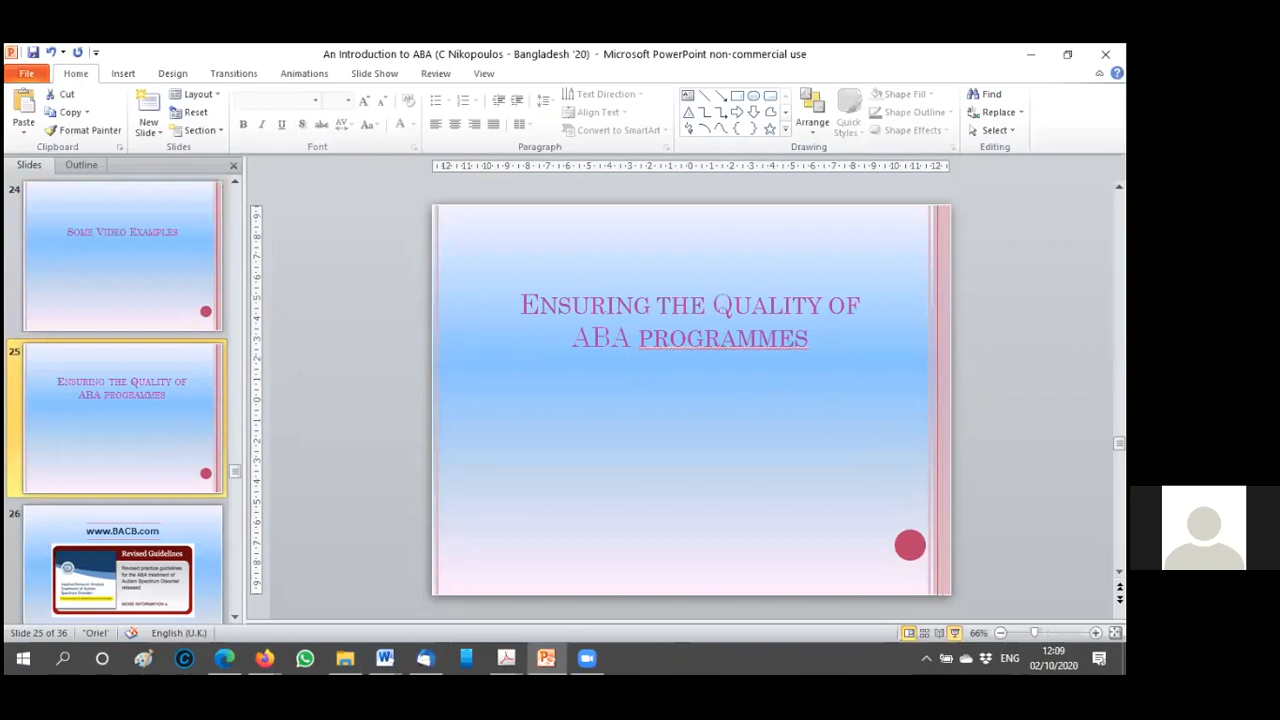 An Introduction to ABA (C Nikopoulos - Bangladesh '20) - Microsoft PowerPoint non-commercial use
File Home Insert Design Transitions Animations Slide Show Review View
Paste
Cut
Copy
Format Painter
Clipboard
New
Slide
Layout
Reset
Section
Slides
Font
Text Direction
Align Text
Convert to SmartArt
Paragraph
Arrange
Quick
Styles
Shape Fill
Shape Outline
Shape Effects
Drawing
Find
Replace
Select
Editing
Slides Outline
24
SOME VIDEO EXAMPLES
25
ENSURING THE QUALITY OF
ABA PROGRAMMES
26
www.BACB.com
Revised Guidelines
Revised practice guidelines
for the ABA treatment of
Autism Spectrum Disorder
released
MORE INFORMATION
ENSURING THE QUALITY OF
ABA PROGRAMMES
Slide 25 of 36 "Oriel" English (U.K.) 66%
ENG
12:09
02/10/2020